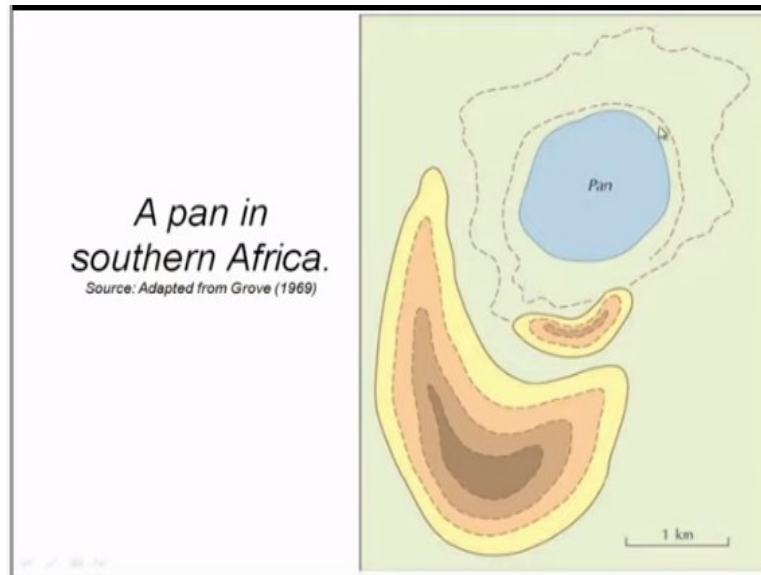 A pan in
southern Africa.
Source: Adapted from Grove (1969)
Pan
1 km